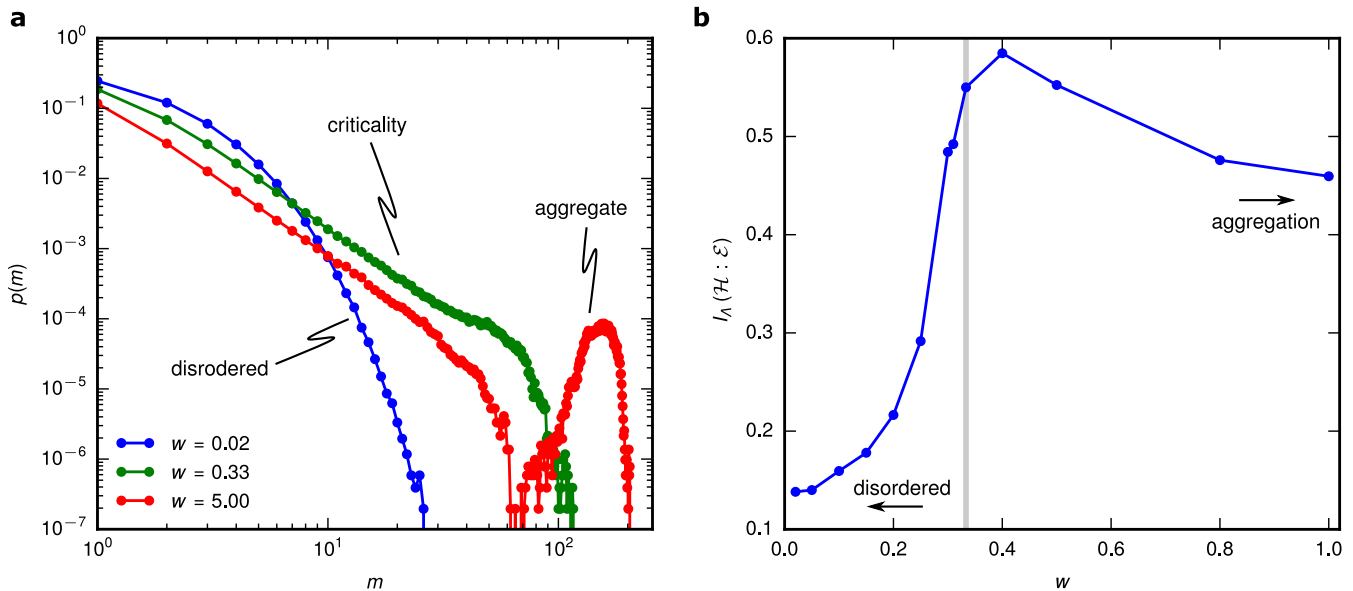 a
10^0
10^-1
10^-2
10^-3
10^-4
10^-5
10^-6
10^-7
p(m)
criticality
aggregate
disrodered
w = 0.02
w = 0.33
w = 5.00
10^0
10^1
10^2
m
b
0.6
0.5
0.4
0.3
0.2
0.1
I_Λ(ℋ : ℰ)
aggregation
disordered
0.0
0.2
0.4
0.6
0.8
1.0
w